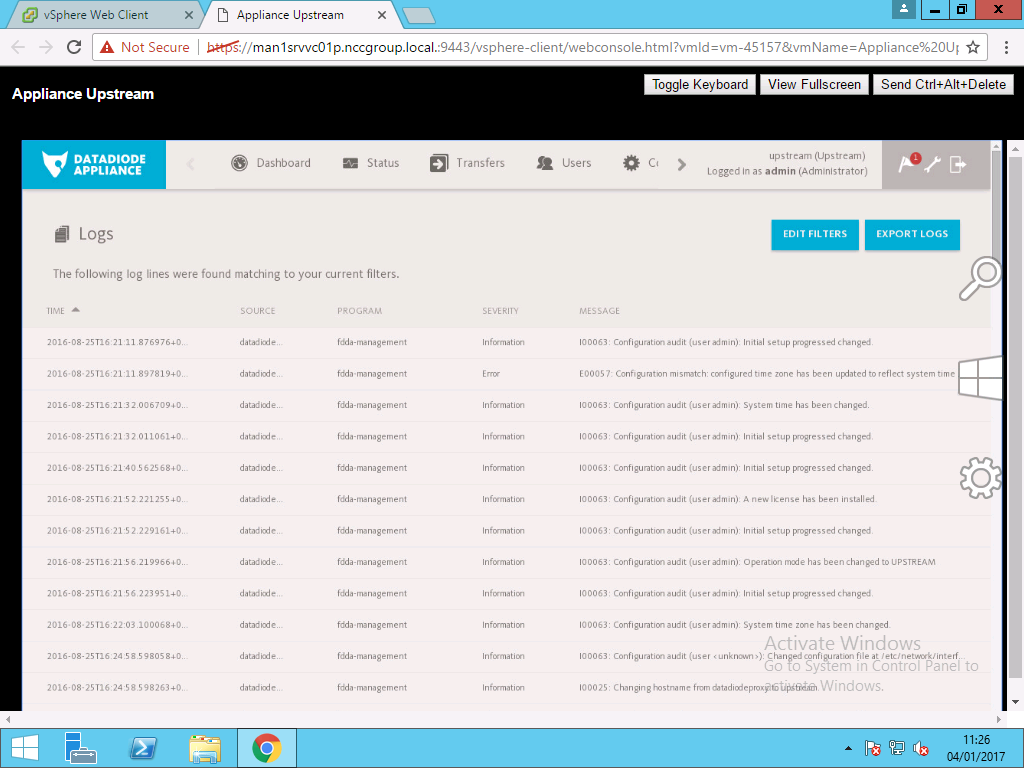 vSphere Web Client
Appliance Upstream
Not Secure https://man1srvvc01p.nccgroup.local.:9443/vsphere-client/webconsole.html?vmId=vm-45157&vmName=Appliance%20Up
Appliance Upstream
Toggle Keyboard View Fullscreen Send Ctrl+Alt+Delete
DATADIODE APPLIANCE
Dashboard Status Transfers Users Co
upstream (Upstream)
Logged in as admin (Administrator)
1
Logs
EDIT FILTERS EXPORT LOGS
The following log lines were found matching to your current filters.
TIME SOURCE PROGRAM SEVERITY MESSAGE
2016-08-25T16:21:11.876976+0... datadiode... fdda-management Information I00063: Configuration audit (user admin): Initial setup progressed changed.
2016-08-25T16:21:11.897819+0... datadiode... fdda-management Error E00057: Configuration mismatch: configured time zone has been updated to reflect system time
2016-08-25T16:21:32.006709+0... datadiode... fdda-management Information I00063: Configuration audit (user admin): System time has been changed.
2016-08-25T16:21:32.011061+0... datadiode... fdda-management Information I00063: Configuration audit (user admin): Initial setup progressed changed.
2016-08-25T16:21:40.562568+0... datadiode... fdda-management Information I00063: Configuration audit (user admin): Initial setup progressed changed.
2016-08-25T16:21:52.221255+0... datadiode... fdda-management Information I00063: Configuration audit (user admin): A new license has been installed.
2016-08-25T16:21:52.229161+0... datadiode... fdda-management Information I00063: Configuration audit (user admin): Initial setup progressed changed.
2016-08-25T16:21:56.219966+0... datadiode... fdda-management Information I00063: Configuration audit (user admin): Operation mode has been changed to UPSTREAM
2016-08-25T16:21:56.223951+0... datadiode... fdda-management Information I00063: Configuration audit (user admin): Initial setup progressed changed.
2016-08-25T16:22:03.100068+0... datadiode... fdda-management Information I00063: Configuration audit (user admin): System time zone has been changed.
2016-08-25T16:24:58.598058+0... datadiode... fdda-management Information I00063: Configuration audit (user <unknown>): Changed configuration file at /etc/network/interf...
2016-08-25T16:24:58.598263+0... datadiode... fdda-management Information I00025: Changing hostname from datadiodeproxy to upstream.
Activate Windows
Go to System in Control Panel to
activate Windows.
11:26
04/01/2017